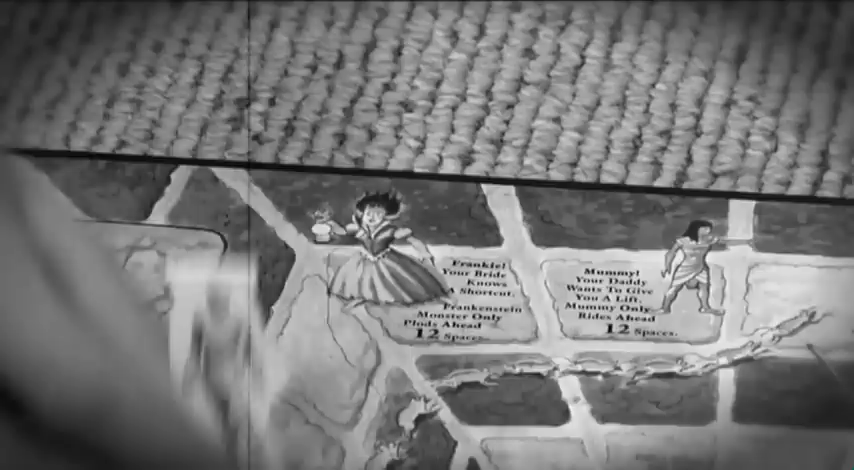 Frankie!
Your Bride
Knows
A Shortcut.
Frankenstein
Monster Only
Plods Ahead
12 Spaces.
Mummy!
Your Daddy
Wants To Give
You A Lift.
Mummy Only
Rides Ahead
12 Spaces.